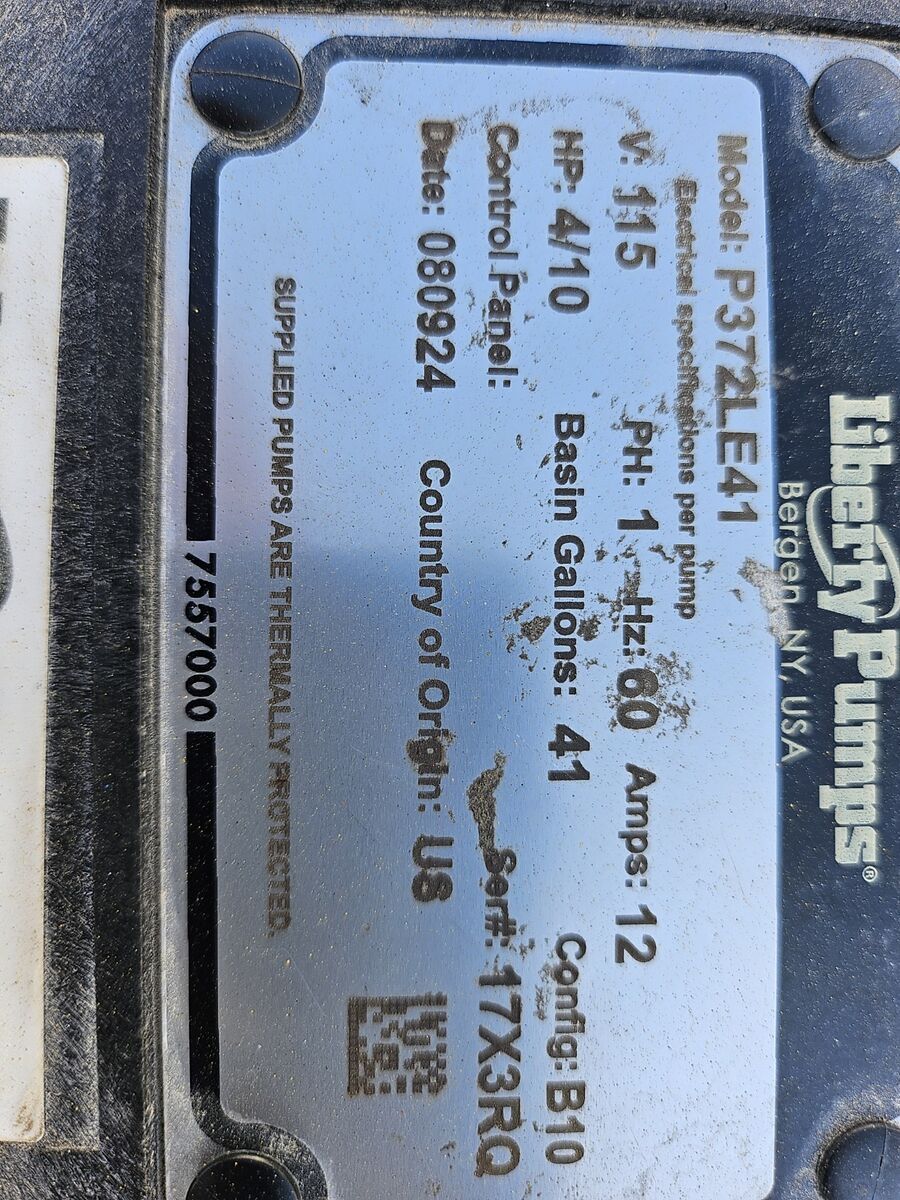 Liberty Pumps®
Bergen, NY, USA
Model: P372LE41
Electrical specifications per pump
V: 115 PH: 1 Hz: 60 Amps: 12
HP: 4/10 Basin Gallons: 41 Config: B10
Control Panel: Ser#: 17X3RQ
Date: 080924 Country of Origin: US
SUPPLIED PUMPS ARE THERMALLY PROTECTED.
7557000